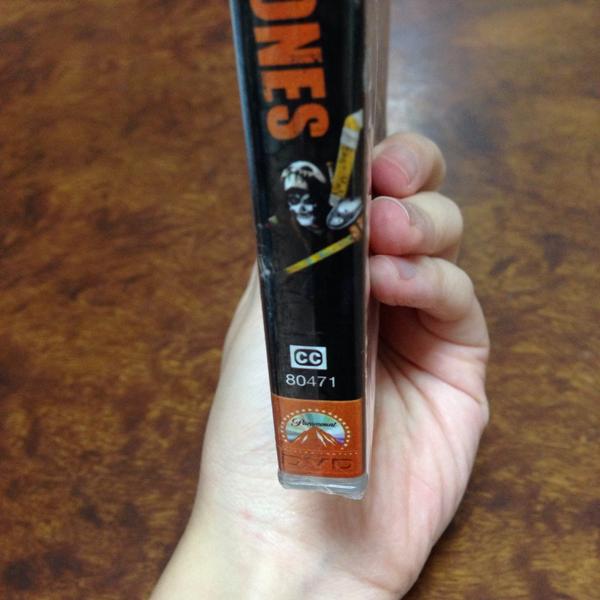 ONES
CC
80471
Paramount
DVD